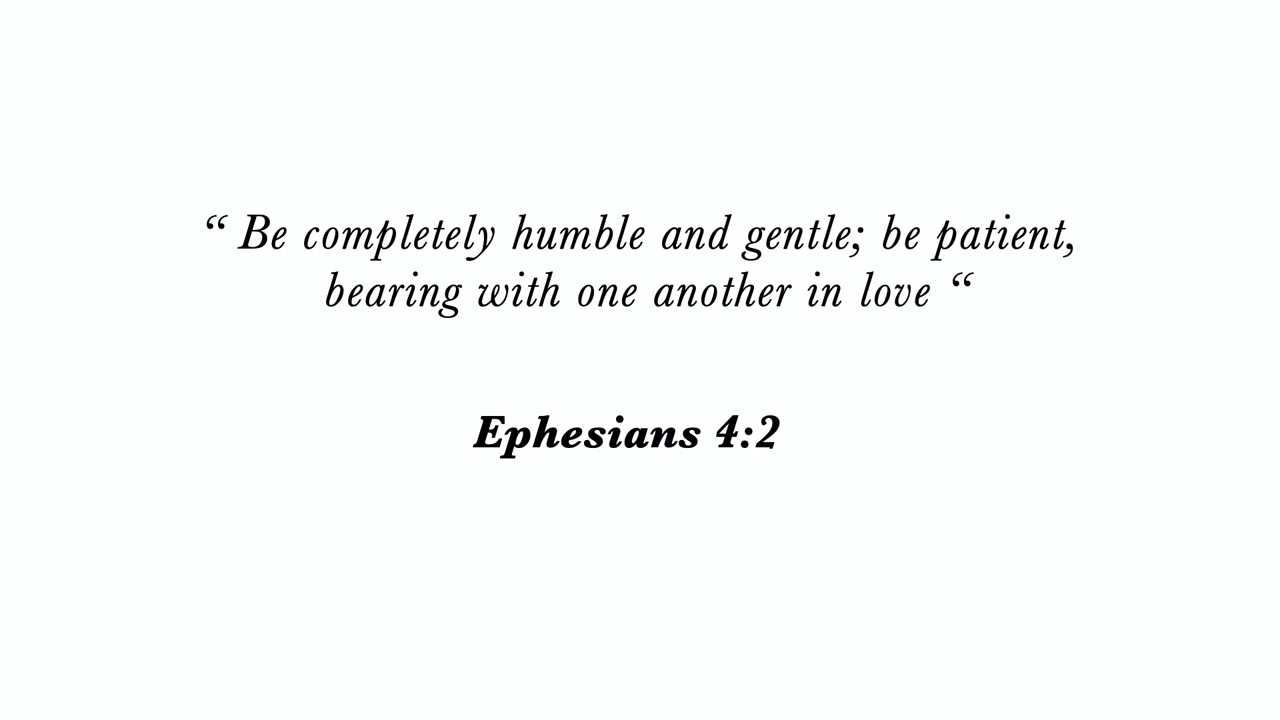 “ Be completely humble and gentle; be patient,
bearing with one another in love “
Ephesians 4:2